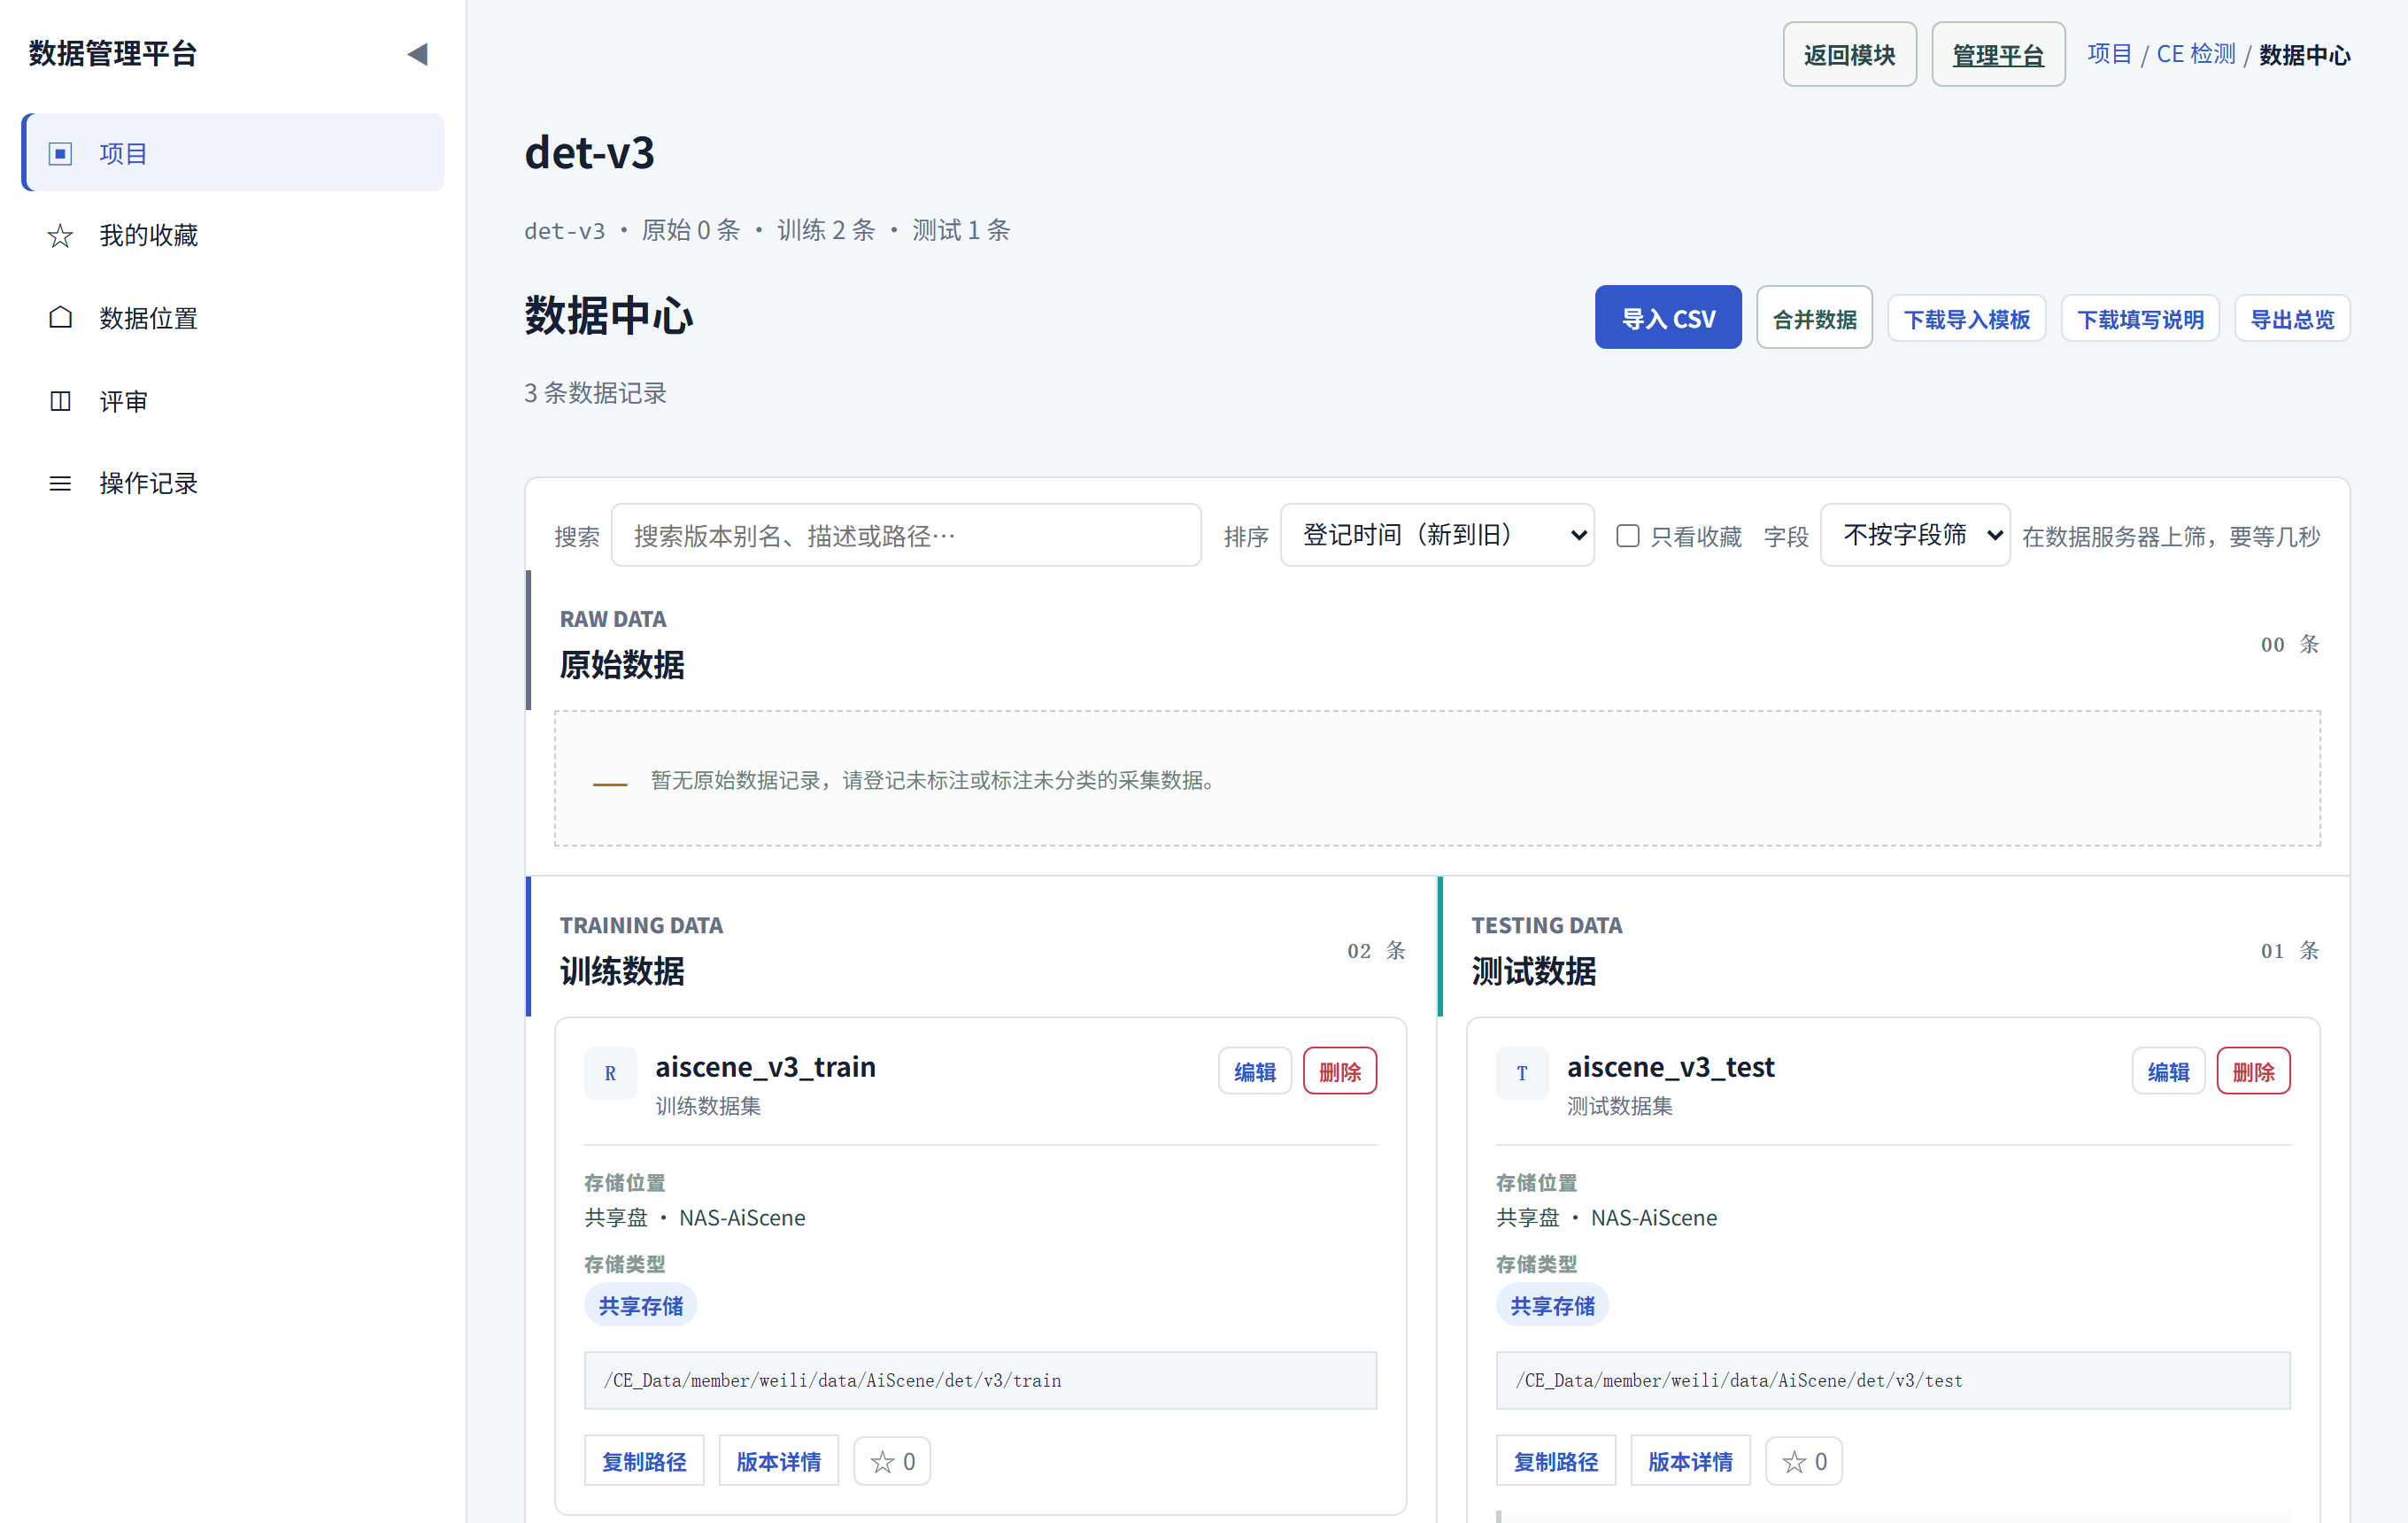 数据管理平台
项目
我的收藏
数据位置
评审
操作记录
返回模块
管理平台
项目 / CE 检测 / 数据中心
det-v3
det-v3 • 原始 0 条 • 训练 2 条 • 测试 1 条
数据中心
导入 CSV
合并数据
下载导入模板
下载填写说明
导出总览
3 条数据记录
搜索
搜索版本别名、描述或路径…
排序
登记时间（新到旧）
只看收藏
字段
不按字段筛
在数据服务器上筛，要等几秒
RAW DATA
原始数据
00 条
暂无原始数据记录，请登记未标注或标注未分类的采集数据。
TRAINING DATA
训练数据
02 条
R
aiscene_v3_train
训练数据集
编辑
删除
存储位置
共享盘 • NAS-AiScene
存储类型
共享存储
/CE_Data/member/weili/data/AiScene/det/v3/train
复制路径
版本详情
☆ 0
TESTING DATA
测试数据
01 条
T
aiscene_v3_test
测试数据集
编辑
删除
存储位置
共享盘 • NAS-AiScene
存储类型
共享存储
/CE_Data/member/weili/data/AiScene/det/v3/test
复制路径
版本详情
☆ 0